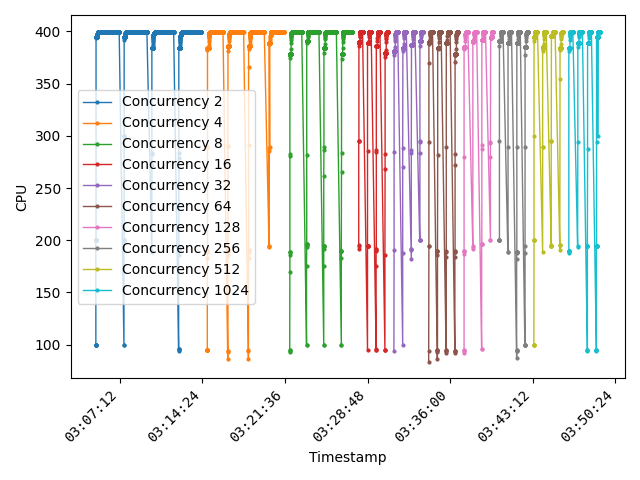 400
350
300
250
200
150
100
CPU
Concurrency 2
Concurrency 4
Concurrency 8
Concurrency 16
Concurrency 32
Concurrency 64
Concurrency 128
Concurrency 256
Concurrency 512
Concurrency 1024
03:07:12
03:14:24
03:21:36
03:28:48
03:36:00
03:43:12
03:50:24
Timestamp